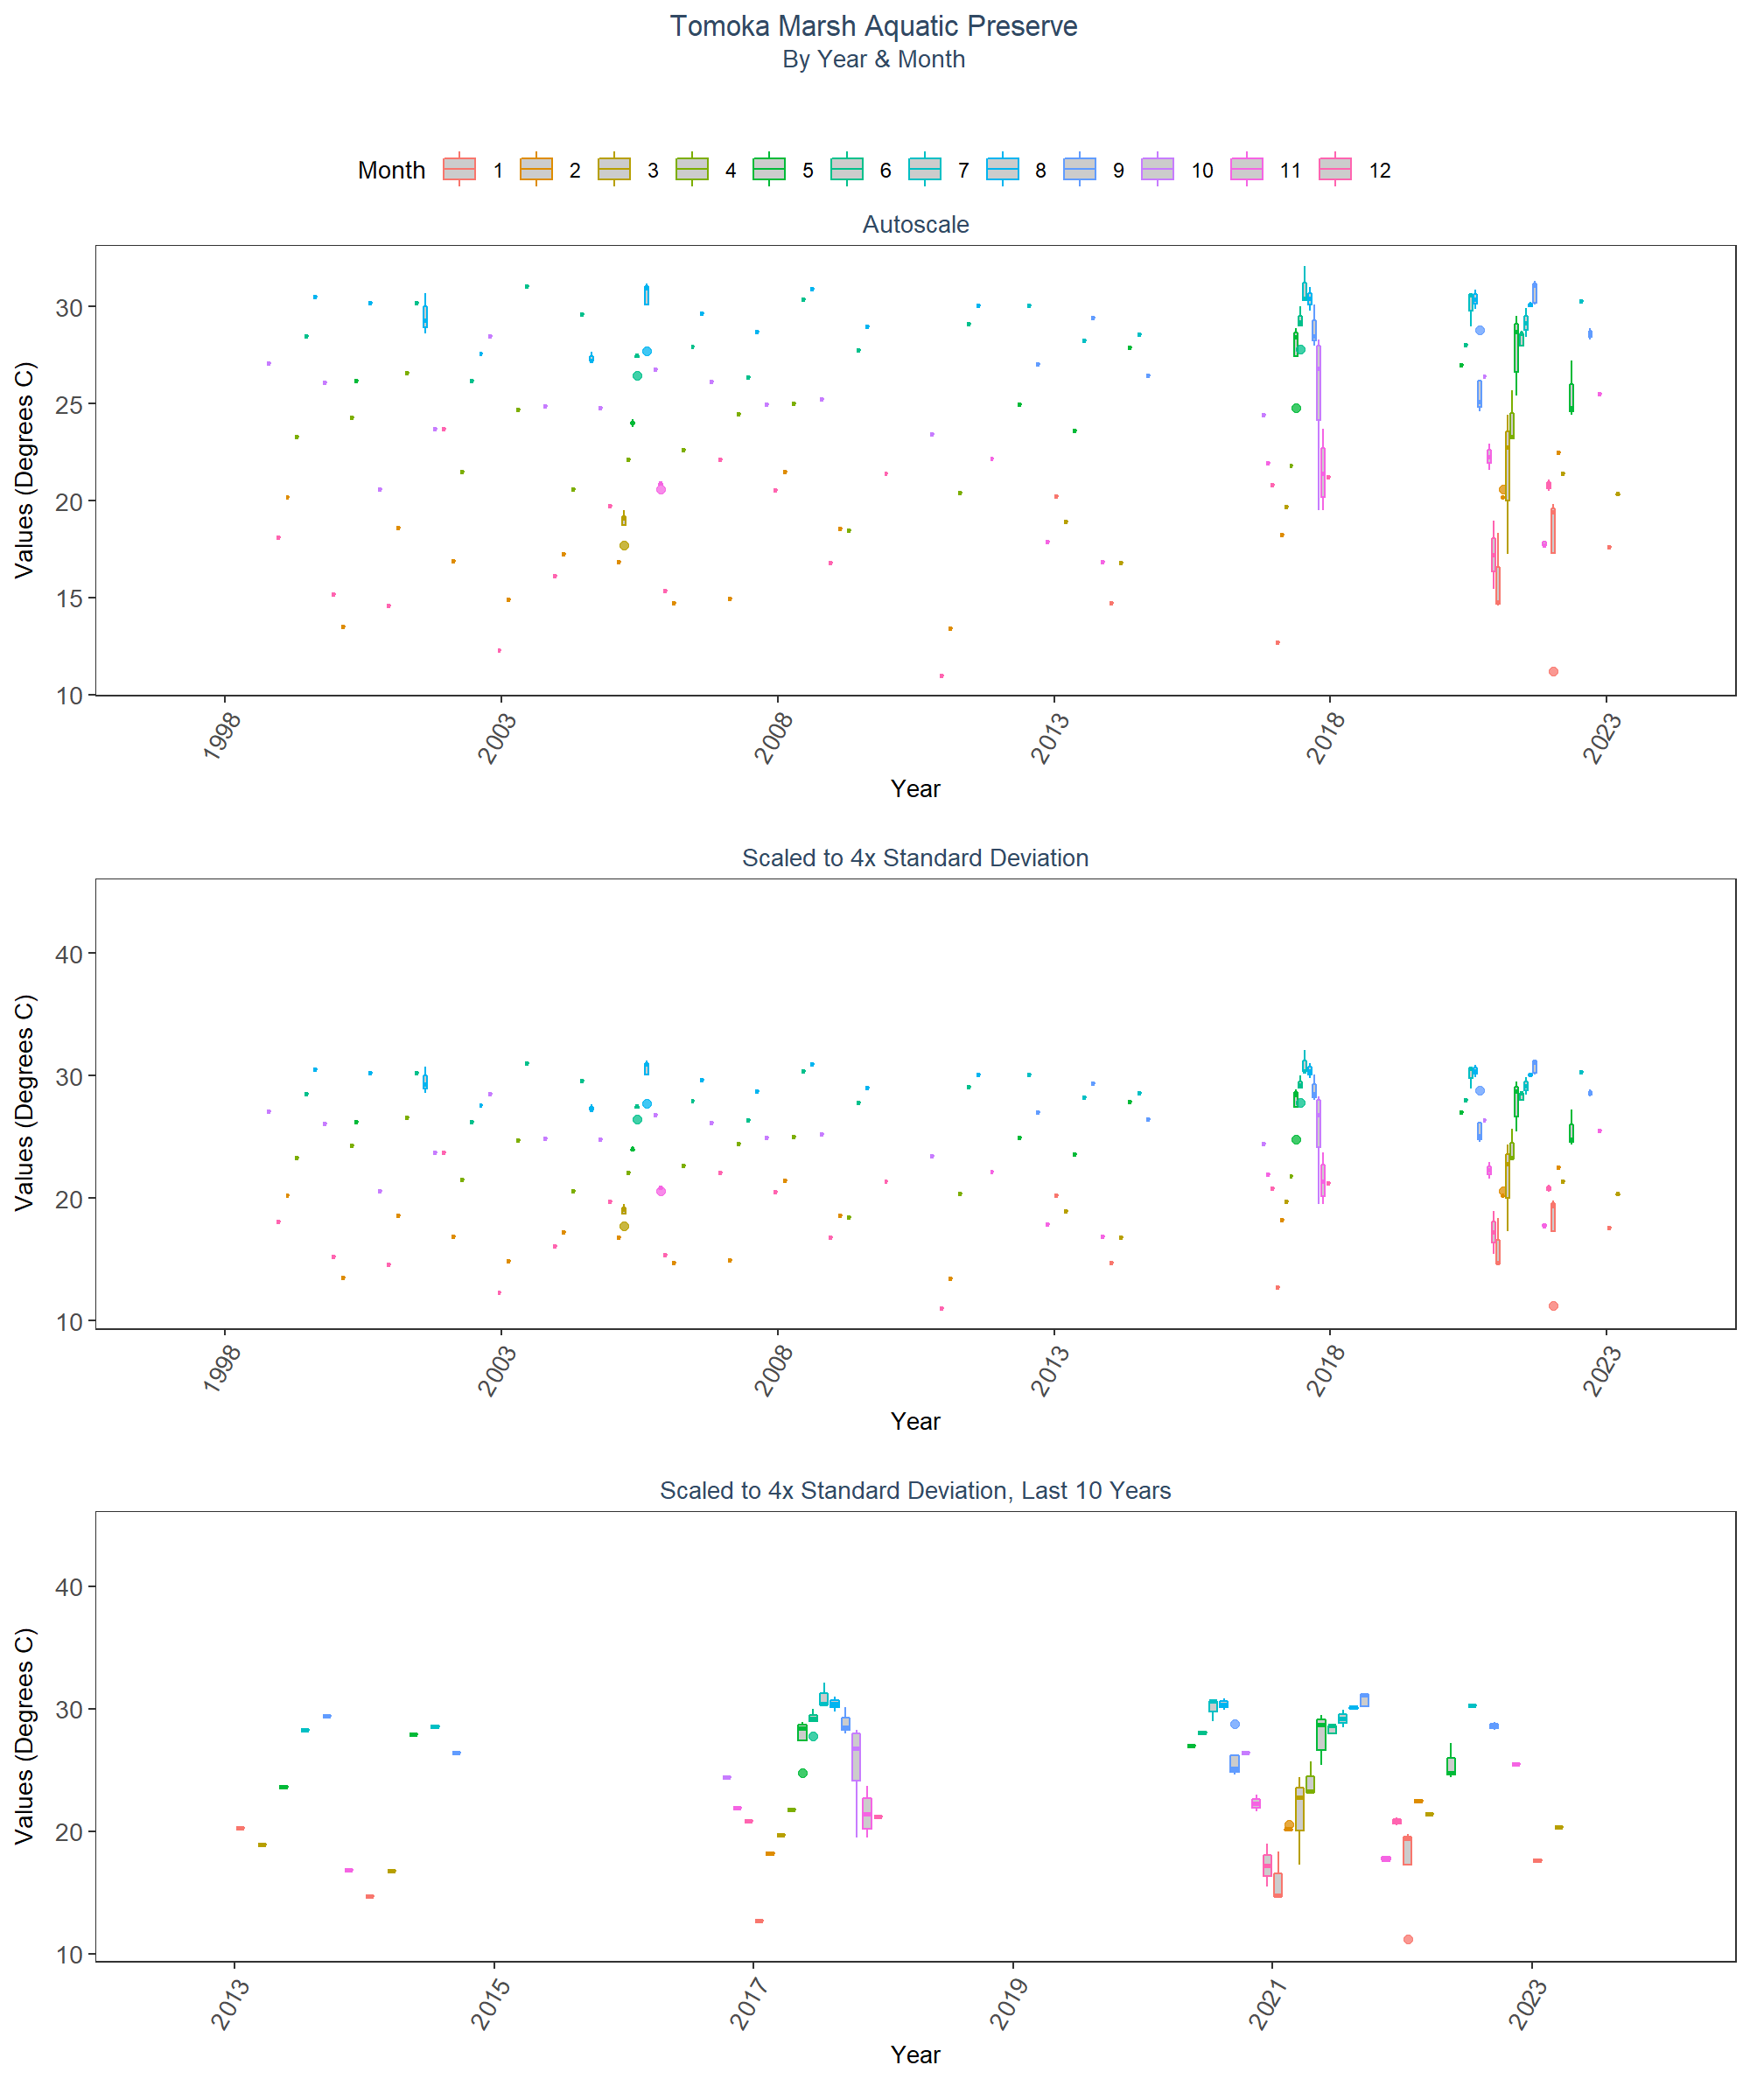 Tomoka Marsh Aquatic Preserve
By Year & Month
Month 1 2 3 4 5 6 7 8 9 10 11 12
Autoscale
Values (Degrees C)
30
25
20
15
10
1998 2003 2008 2013 2018 2023
Year
Scaled to 4x Standard Deviation
Values (Degrees C)
40
30
20
10
1998 2003 2008 2013 2018 2023
Year
Scaled to 4x Standard Deviation, Last 10 Years
Values (Degrees C)
40
30
20
10
2013 2015 2017 2019 2021 2023
Year